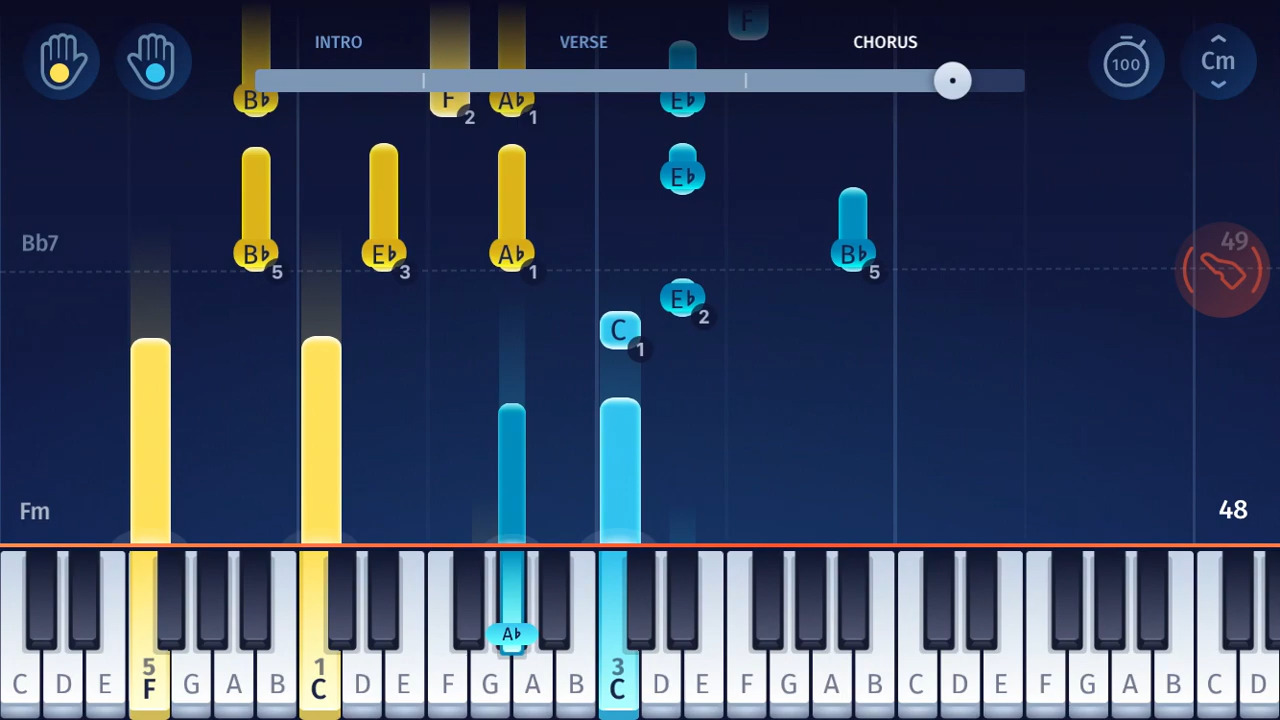 F
INTRO VERSE CHORUS
100
Cm
B♭ F 2 A♭ 1 E♭
E♭
Bb7 B♭ 5 E♭ 3 A♭ 1 B♭ 5 49
E♭ 2
C 1
Fm 48
A♭
5 1 3
C D E F G A B C D E F G A B C D E F G A B C D E F G A B C D